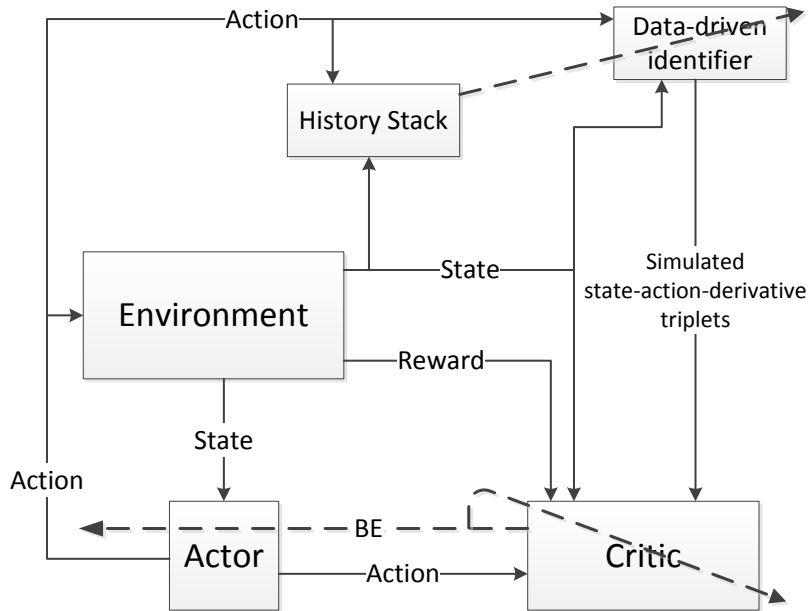 Action
Data-driven
identifier
History Stack
State
Simulated
state-action-derivative
triplets
Environment
Reward
State
Action
BE
Actor
Critic
Action